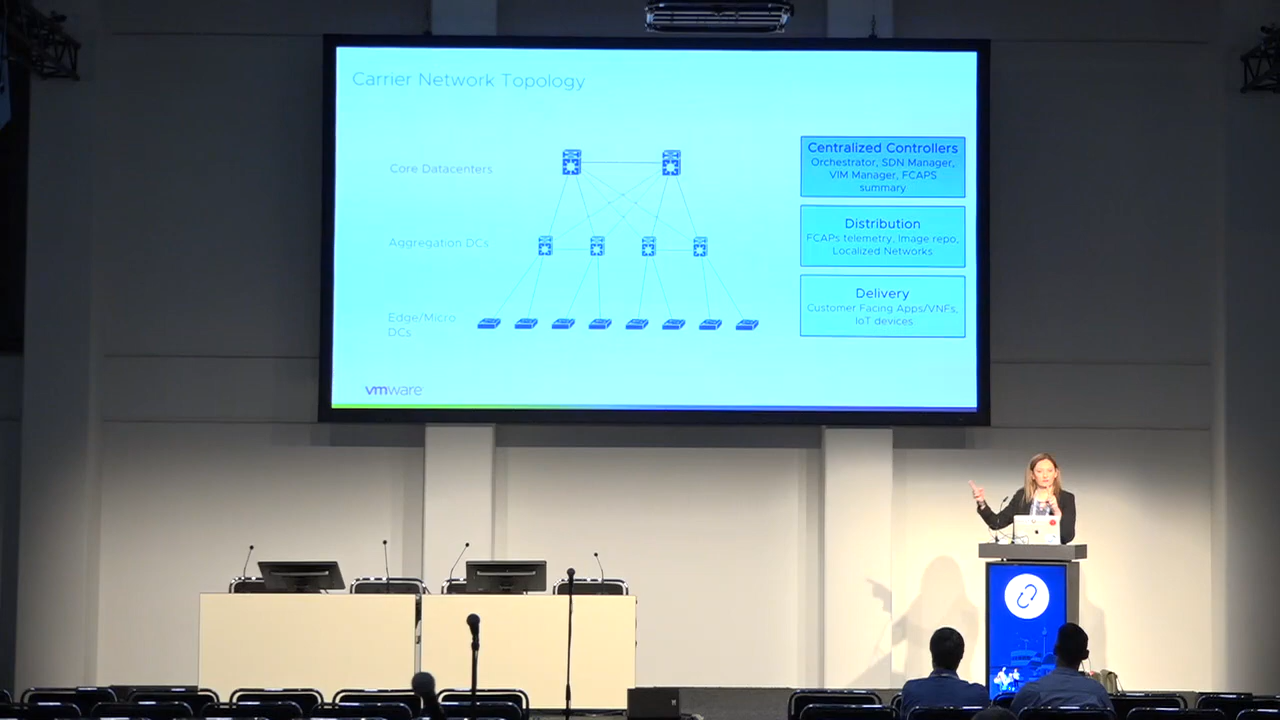 Carrier Network Topology
Core Datacenters
Aggregation DCs
Edge/Micro
DCs
Centralized Controllers
Orchestrator, SDN Manager,
VIM Manager, FCAPS
summary
Distribution
FCAPs telemetry, Image repo,
Localized Networks
Delivery
Customer Facing Apps/VNFs,
IoT devices
vmware